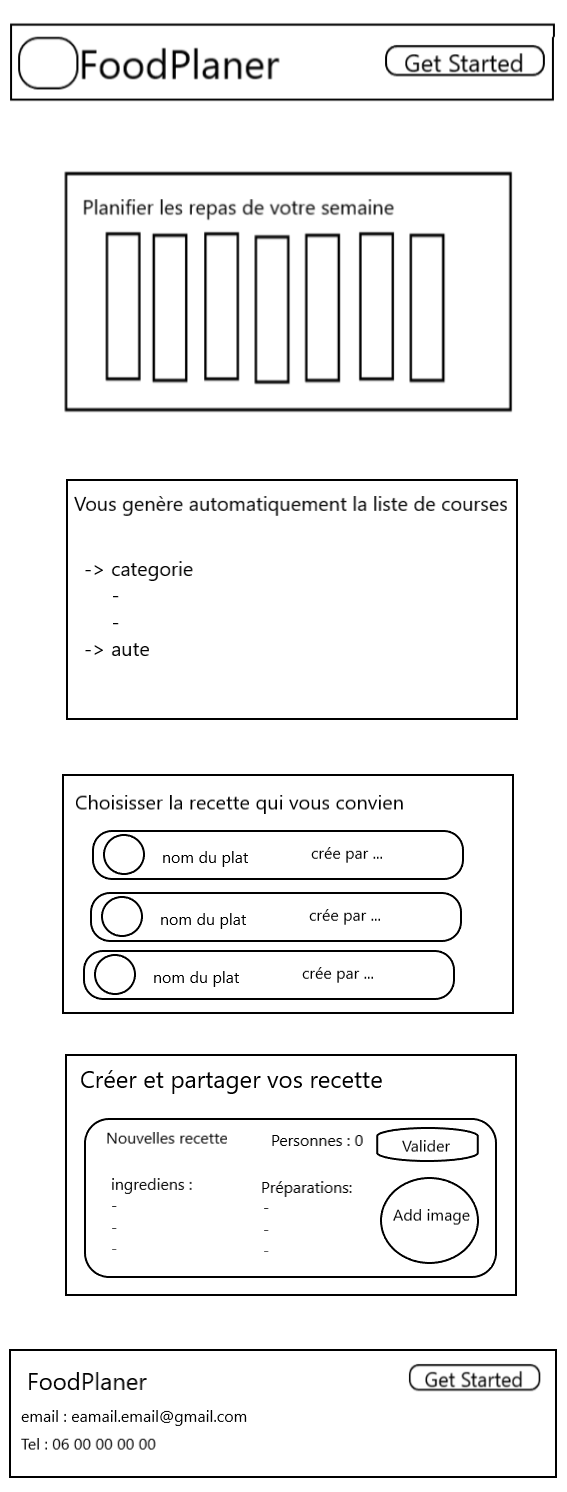 FoodPlaner
Get Started
Planifier les repas de votre semaine
Vous genère automatiquement la liste de courses
-> categorie
-
-
-> aute
Choisisser la recette qui vous convien
nom du plat crée par ...
nom du plat crée par ...
nom du plat crée par ...
Créer et partager vos recette
Nouvelles recette Personnes : 0 Valider
ingrediens : Préparations:
- -
- -
- -
Add image
FoodPlaner
Get Started
email : eamail.email@gmail.com
Tel : 06 00 00 00 00